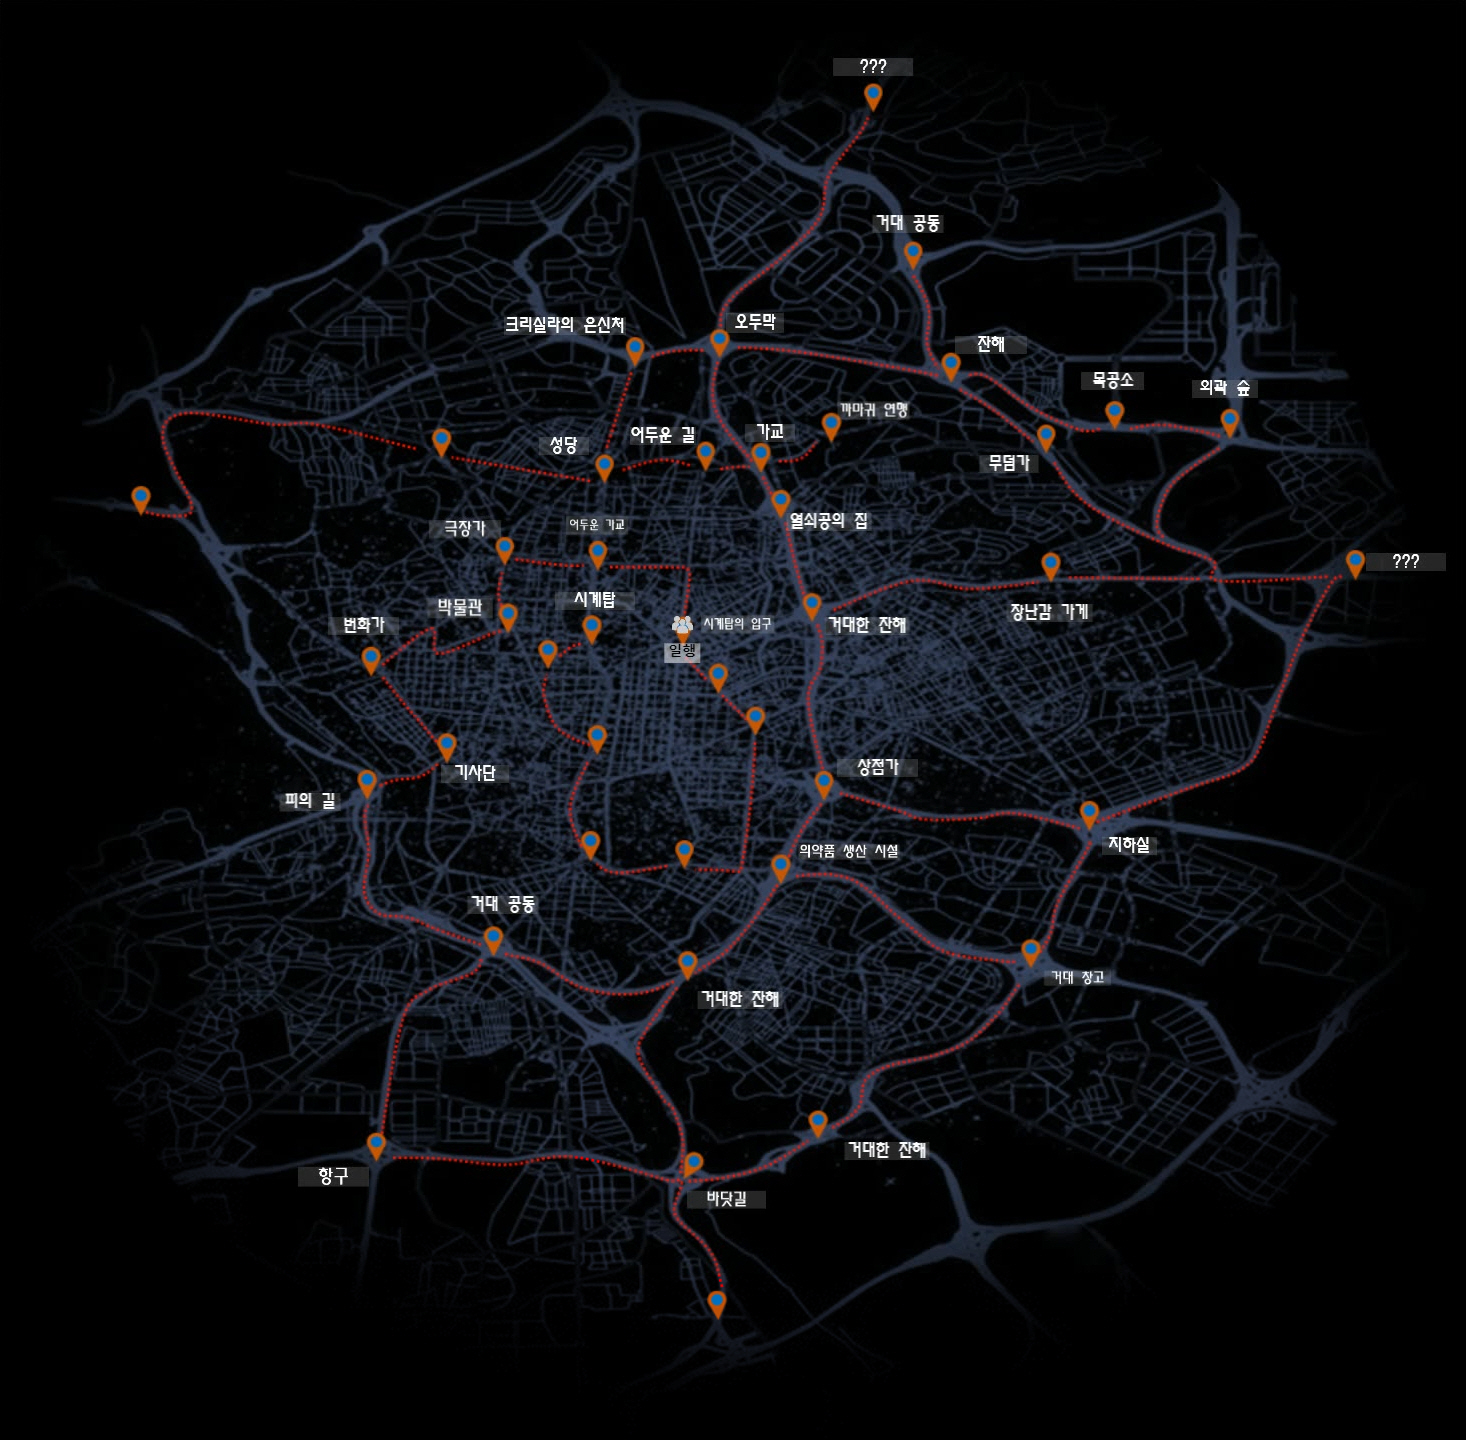 ???
거대 공동
크리실라의 은신처
오두막
잔해
목공소
외곽 숲
까마귀 연맹
성당
어두운 길
가교
무덤가
극장가
어두운 가교
열쇠공의 집
???
시계탑
박물관
장난감 가게
번화가
시계탑의 입구
거대한 잔해
일행
기사단
상점가
피의 길
지하실
의약품 생산 시설
거대 공동
거대 창고
거대한 잔해
거대한 잔해
항구
바닷길